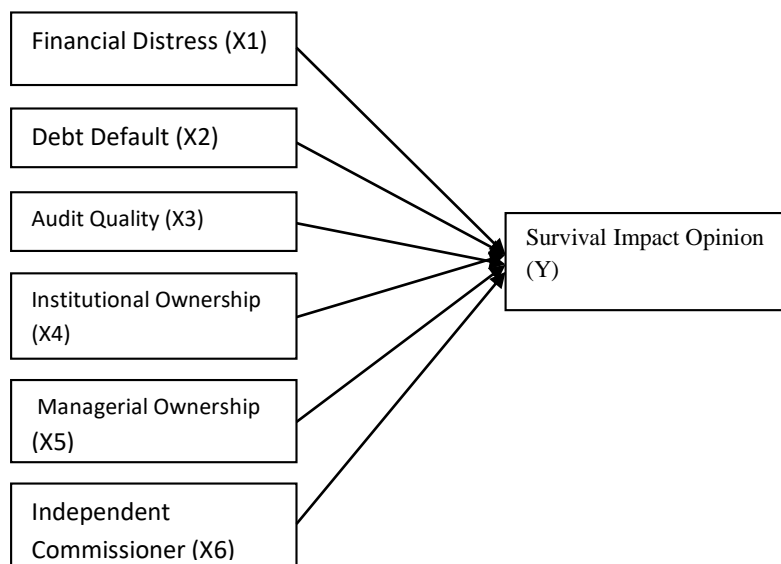 Financial Distress (X1)
Debt Default (X2)
Audit Quality (X3)
Institutional Ownership
(X4)
Managerial Ownership
(X5)
Independent
Commissioner (X6)
Survival Impact Opinion
(Y)